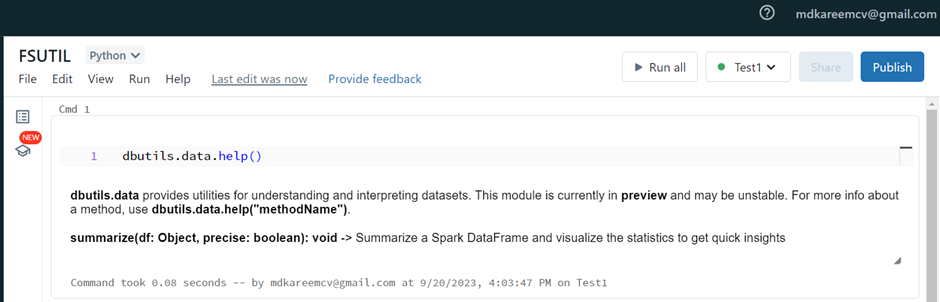 mdkareemcv@gmail.com
FSUTIL Python
Run all Test1 Share Publish
File Edit View Run Help Last edit was now Provide feedback
Cmd 1
NEW
1 dbutils.data.help()
dbutils.data provides utilities for understanding and interpreting datasets. This module is currently in preview and may be unstable. For more info about
a method, use dbutils.data.help("methodName").
summarize(df: Object, precise: boolean): void -> Summarize a Spark DataFrame and visualize the statistics to get quick insights
Command took 0.08 seconds -- by mdkareemcv@gmail.com at 9/20/2023, 4:03:47 PM on Test1